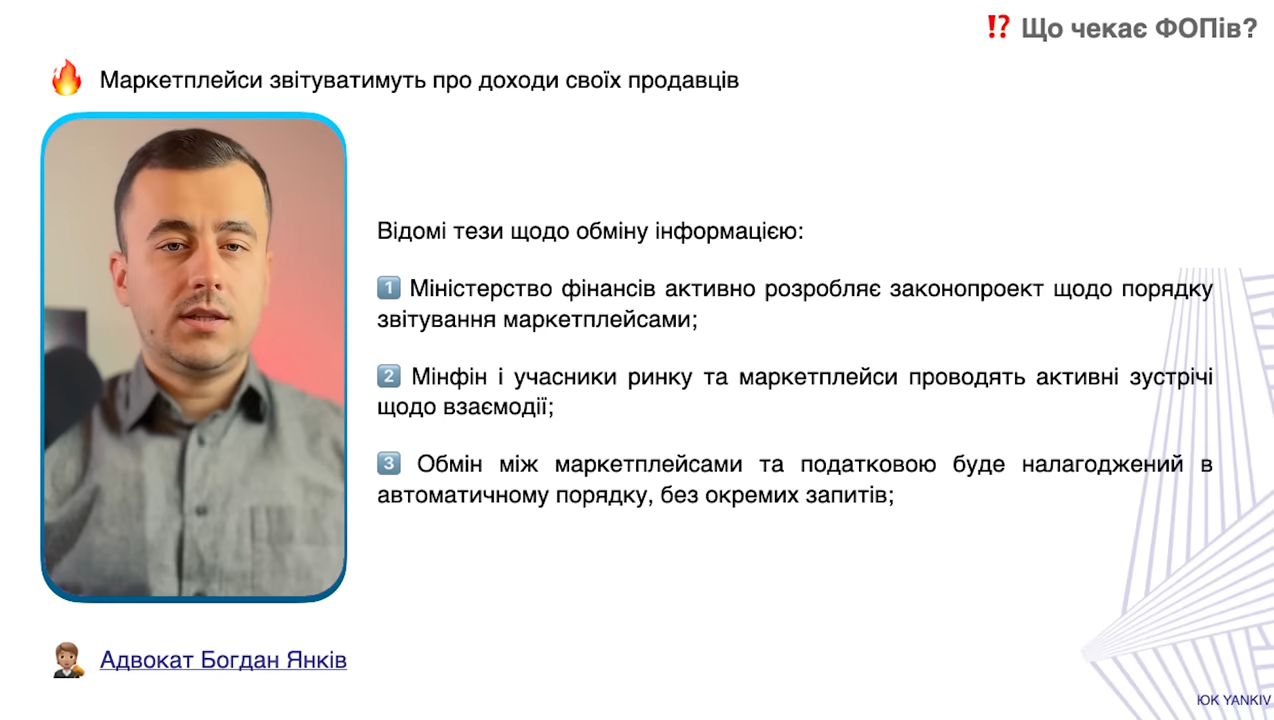 ⁉️ Що чекає ФОПів?
🔥 Маркетплейси звітуватимуть про доходи своїх продавців
Відомі тези щодо обміну інформацією:
1️⃣ Міністерство фінансів активно розробляє законопроект щодо порядку
звітування маркетплейсами;
2️⃣ Мінфін і учасники ринку та маркетплейси проводять активні зустрічі
щодо взаємодії;
3️⃣ Обмін між маркетплейсами та податковою буде налагоджений в
автоматичному порядку, без окремих запитів;
Адвокат Богдан Янків
ЮК YANKIV